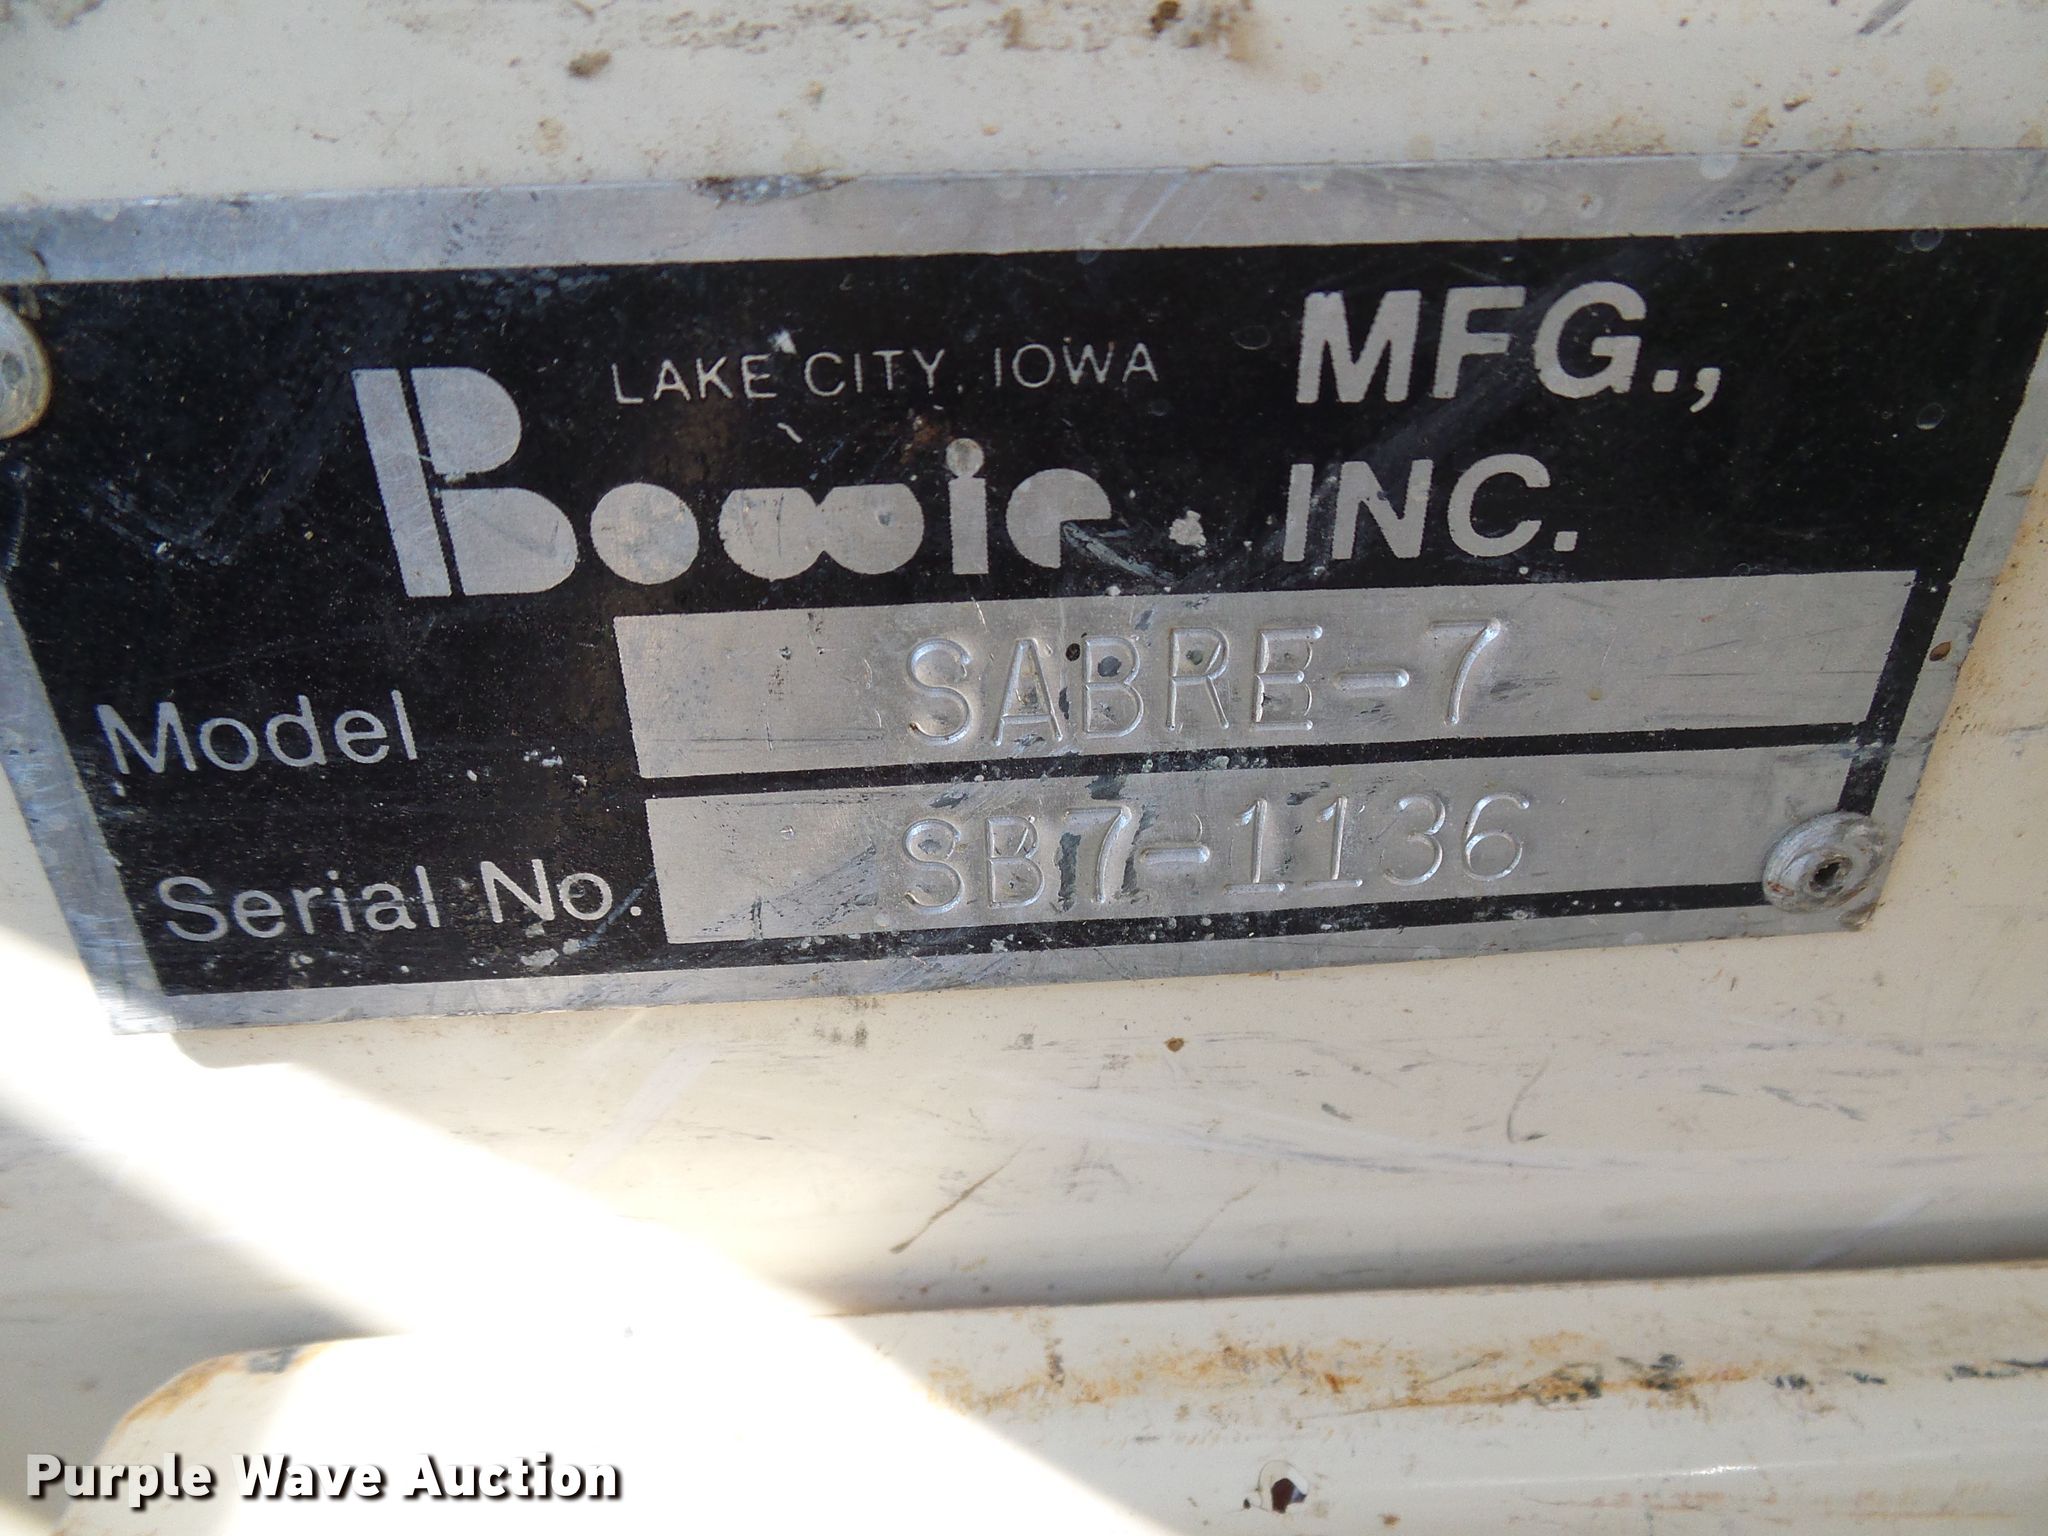 LAKE CITY, IOWA
Bowie MFG., INC.
Model SABRE-7
Serial No. SB7-1136
Purple Wave Auction